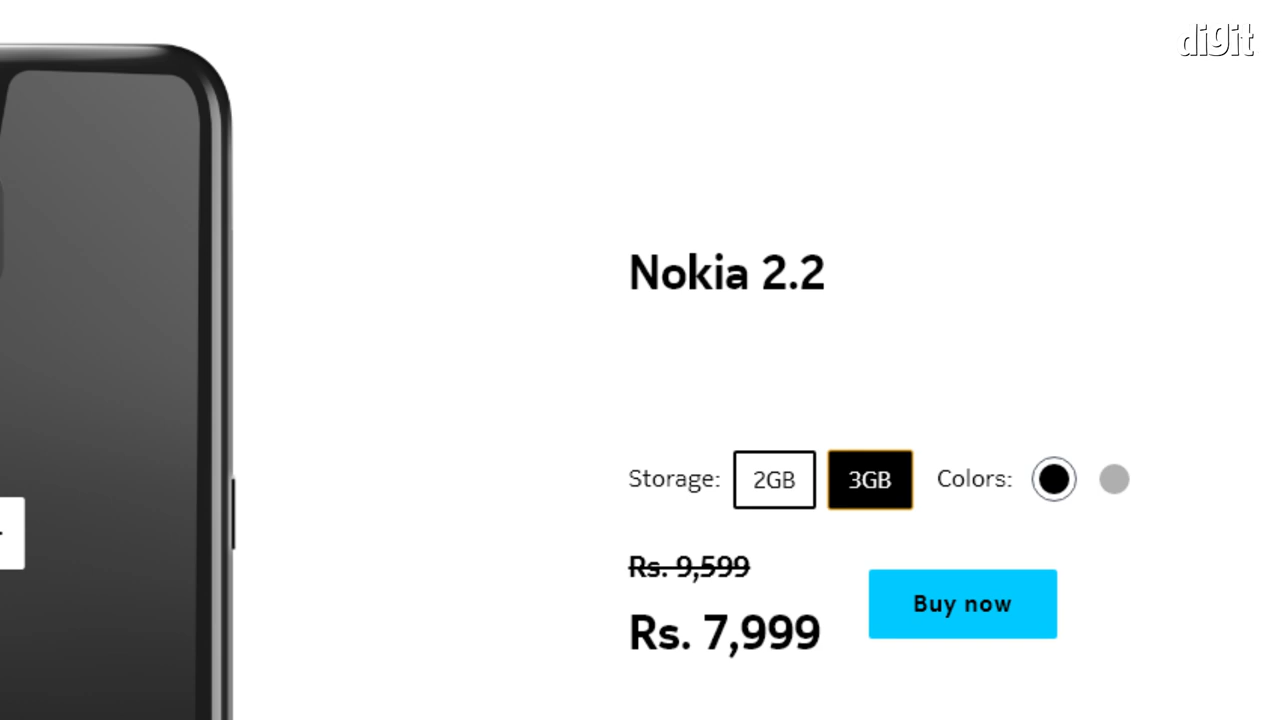 digit
Nokia 2.2
Storage: 2GB 3GB Colors:
Rs. 9,599
Rs. 7,999 Buy now